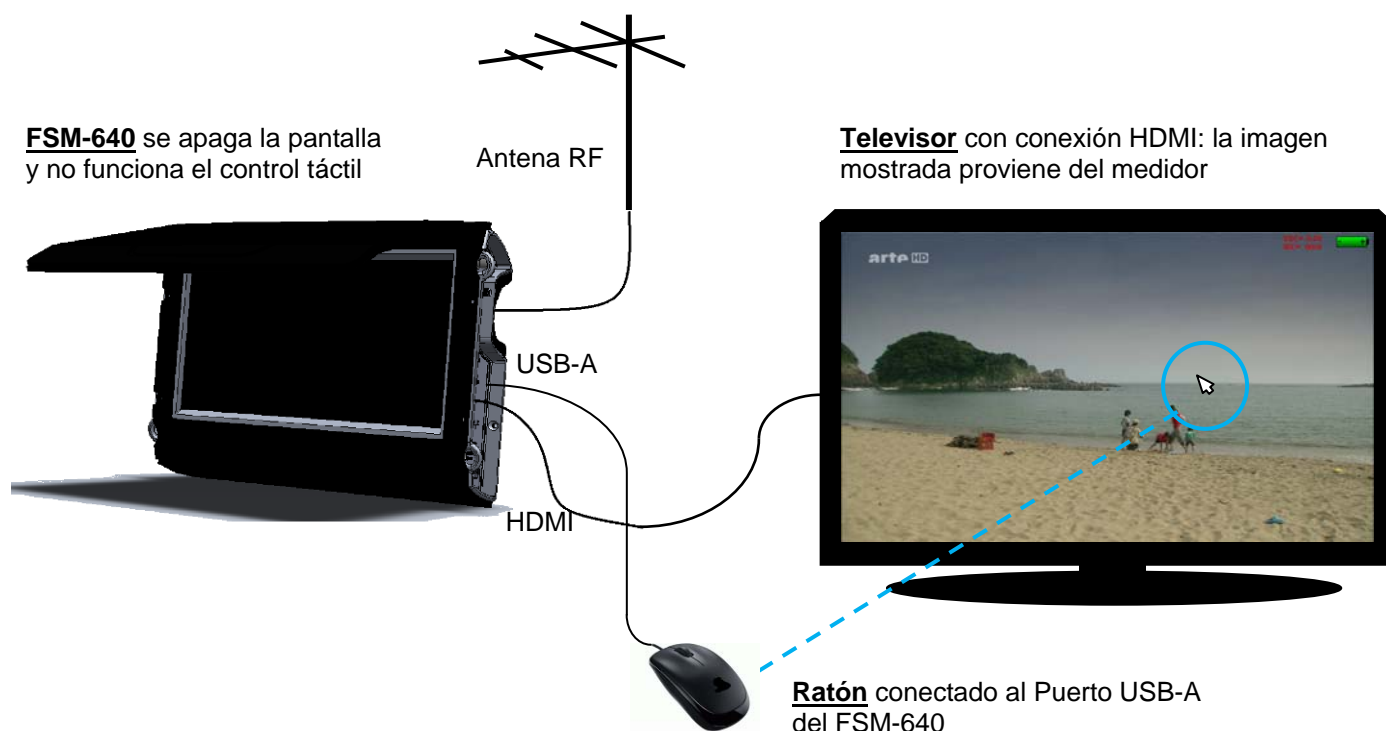 FSM-640 se apaga la pantalla
y no funciona el control táctil
Antena RF
Televisor con conexión HDMI: la imagen
mostrada proviene del medidor
arte HD
USB-A
HDMI
Ratón conectado al Puerto USB-A
del FSM-640